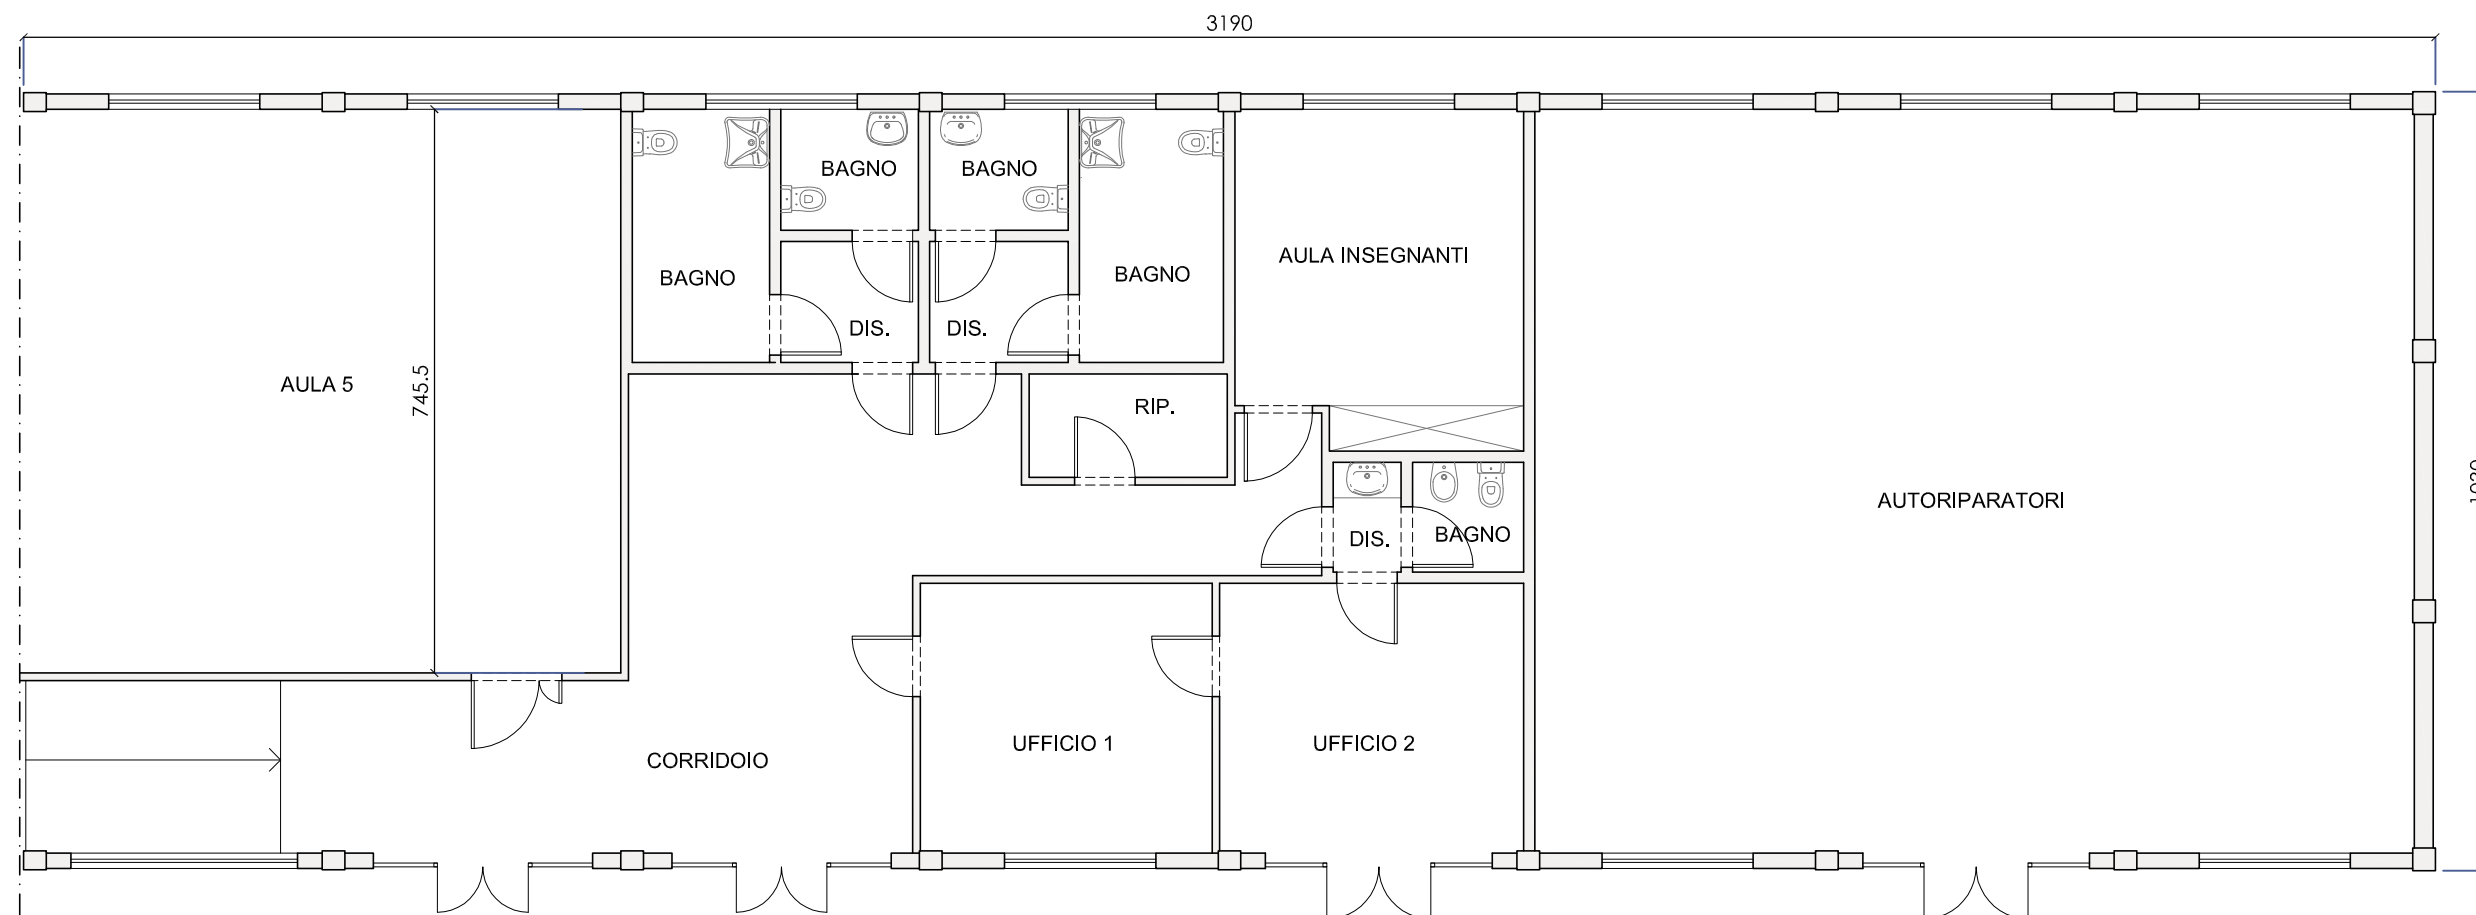 3190
BAGNO
BAGNO
AULA INSEGNANTI
BAGNO
BAGNO
DIS.
DIS.
AULA 5
745.5
RIP.
AUTORIPARATORI
DIS.
BAGNO
UFFICIO 1
UFFICIO 2
CORRIDOIO